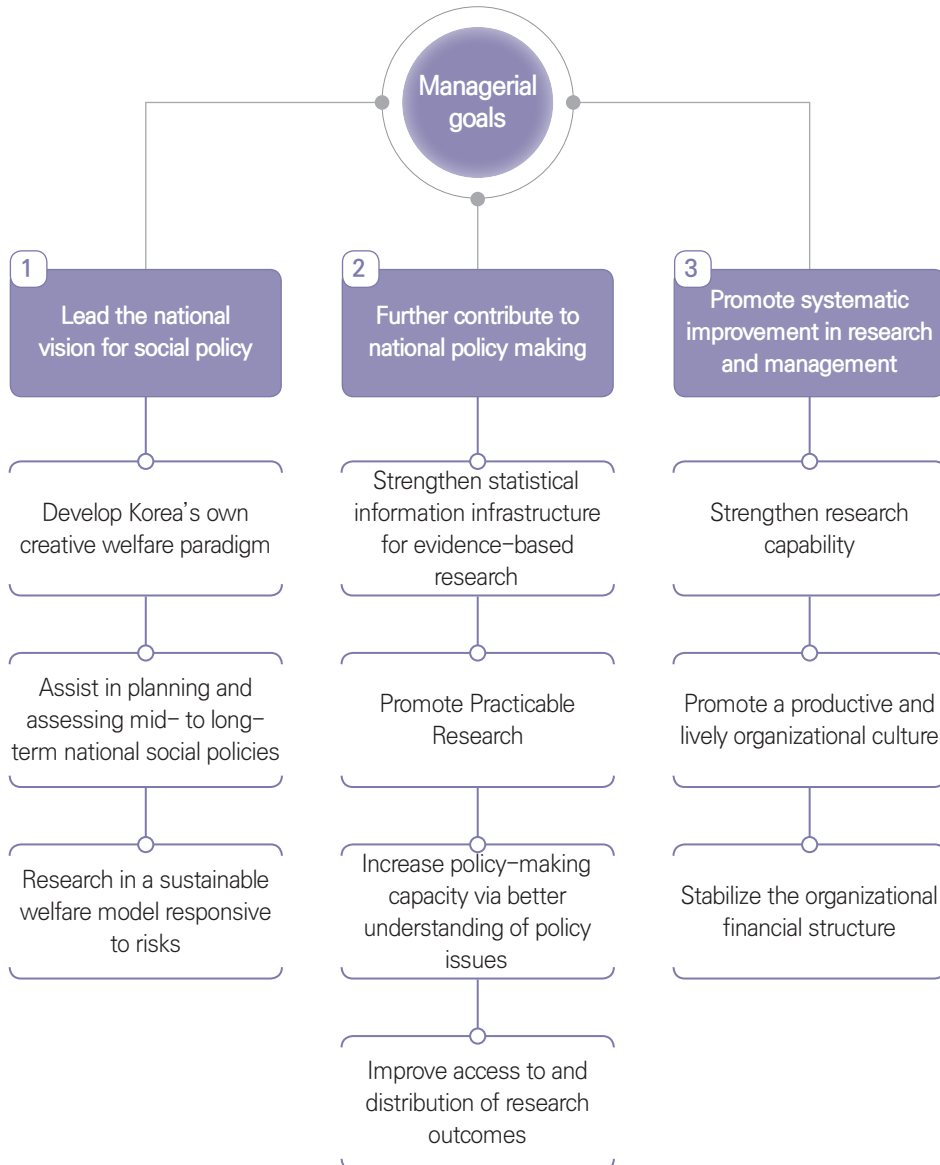 Managerial
goals
1
Lead the national
vision for social policy
Develop Korea's own
creative welfare paradigm
Assist in planning and
assessing mid- to long-
term national social policies
Research in a sustainable
welfare model responsive
to risks
2
Further contribute to
national policy making
Strengthen statistical
information infrastructure
for evidence-based
research
Promote Practicable
Research
Increase policy-making
capacity via better
understanding of policy
issues
Improve access to and
distribution of research
outcomes
3
Promote systematic
improvement in research
and management
Strengthen research
capability
Promote a productive and
lively organizational culture
Stabilize the organizational
financial structure